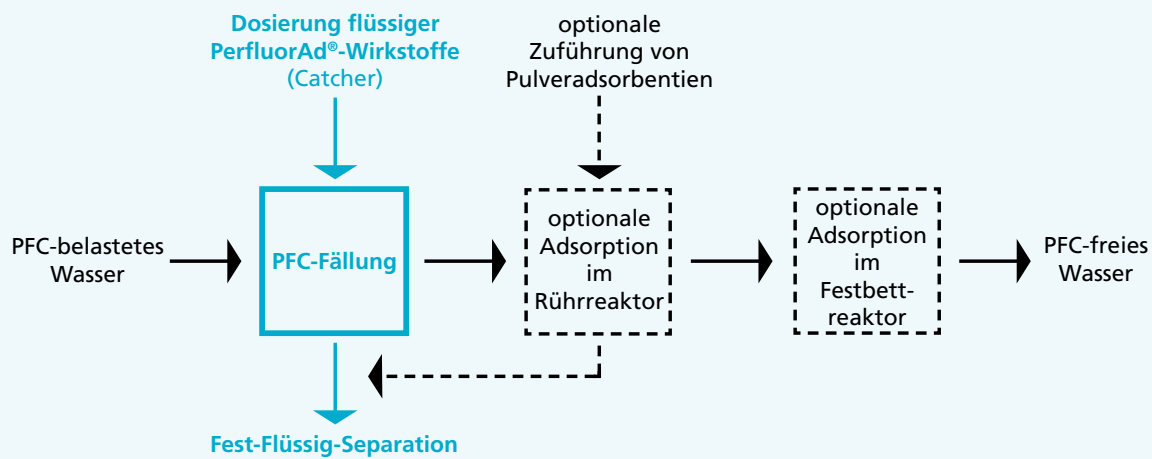 Dosierung flüssiger
PerfluorAd®-Wirkstoffe
(Catcher)
optionale
Zuführung von
Pulveradsorbentien
PFC-belastetes
Wasser
PFC-Fällung
optionale
Adsorption
im
Rührreaktor
optionale
Adsorption
im
Festbett-
reaktor
PFC-freies
Wasser
Fest-Flüssig-Separation